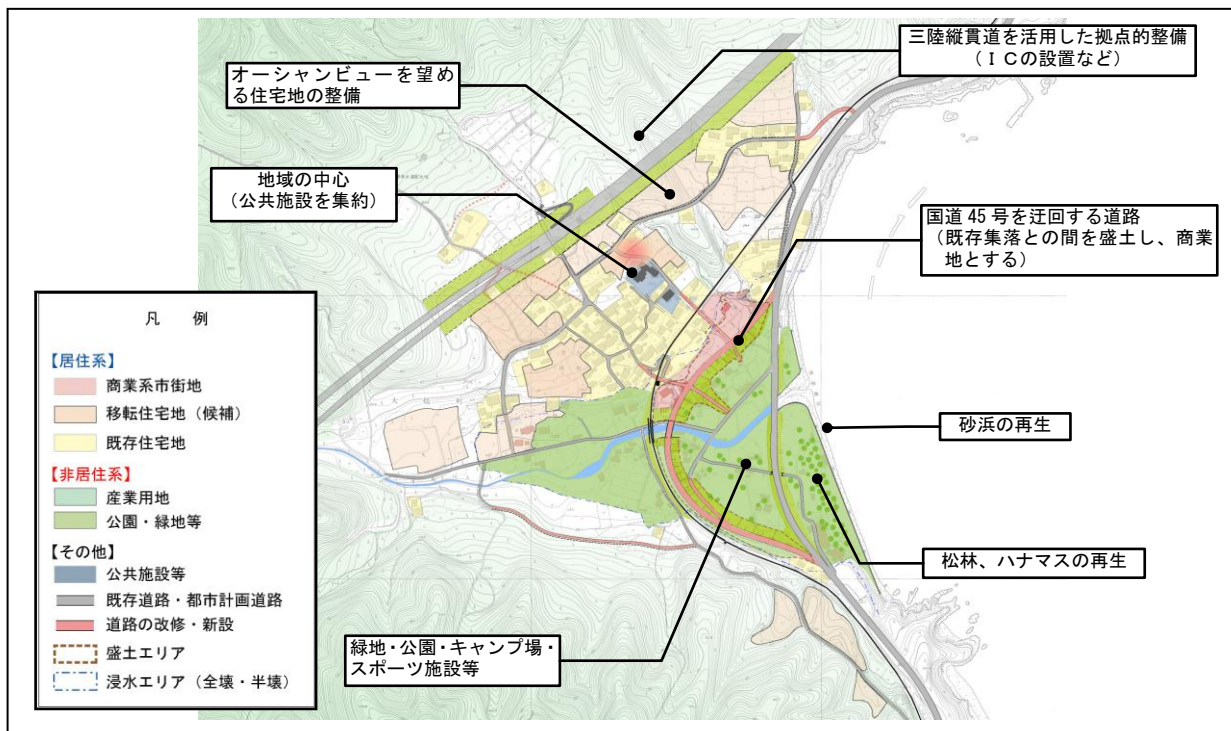 三陸縦貫道を活用した拠点的整備
（ＩＣの設置など）
オーシャンビューを望め
る住宅地の整備
地域の中心
（公共施設を集約）
国道 45 号を迂回する道路
（既存集落との間を盛土し、商業
地とする）
凡　例
【居住系】
商業系市街地
移転住宅地（候補）
既存住宅地
【非居住系】
産業用地
公園・緑地等
【その他】
公共施設等
既存道路・都市計画道路
道路の改修・新設
盛土エリア
浸水エリア（全壊・半壊）
砂浜の再生
松林、ハナマスの再生
緑地・公園・キャンプ場・
スポーツ施設等